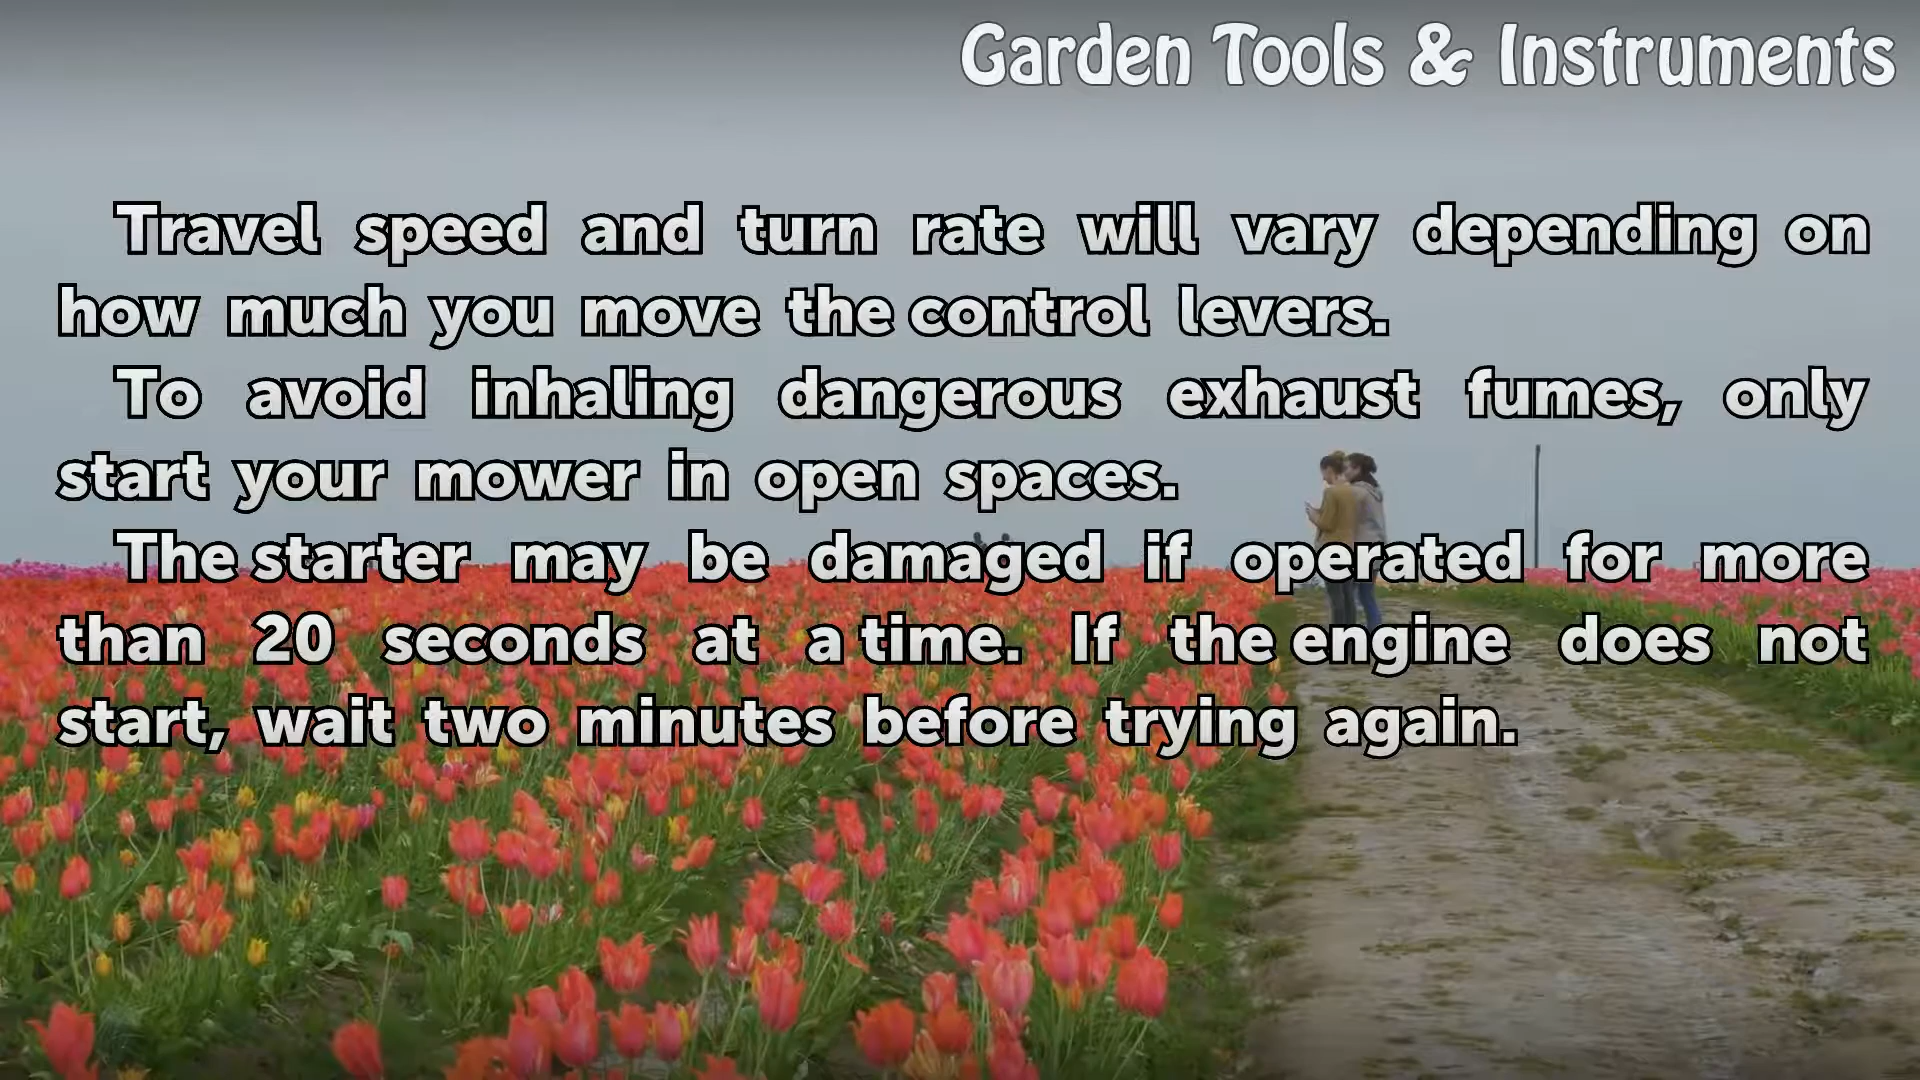 Garden Tools & Instruments
Travel speed and turn rate will vary depending on
how much you move the control levers.
To avoid inhaling dangerous exhaust fumes, only
start your mower in open spaces.
The starter may be damaged if operated for more
than 20 seconds at a time. If the engine does not
start, wait two minutes before trying again.